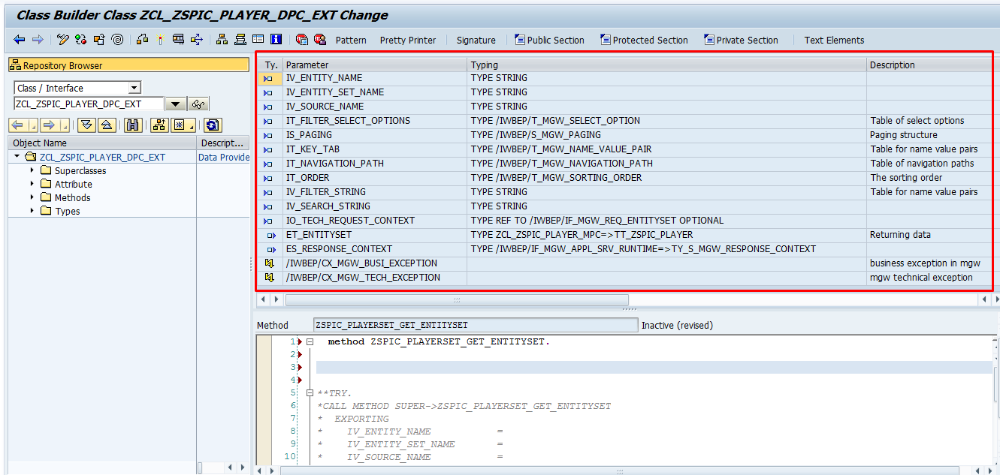 Class Builder Class ZCL_ZSPIC_PLAYER_DPC_EXT Change
Pattern Pretty Printer Signature Public Section Protected Section Private Section Text Elements
Repository Browser
Class / Interface
ZCL_ZSPIC_PLAYER_DPC_EXT
Object Name Descript...
ZCL_ZSPIC_PLAYER_DPC_EXT Data Provide
Superclasses
Attribute
Methods
Types
Ty. Parameter Typing Description
IV_ENTITY_NAME TYPE STRING
IV_ENTITY_SET_NAME TYPE STRING
IV_SOURCE_NAME TYPE STRING
IT_FILTER_SELECT_OPTIONS TYPE /IWBEP/T_MGW_SELECT_OPTION Table of select options
IS_PAGING TYPE /IWBEP/S_MGW_PAGING Paging structure
IT_KEY_TAB TYPE /IWBEP/T_MGW_NAME_VALUE_PAIR Table for name value pairs
IT_NAVIGATION_PATH TYPE /IWBEP/T_MGW_NAVIGATION_PATH Table of navigation paths
IT_ORDER TYPE /IWBEP/T_MGW_SORTING_ORDER The sorting order
IV_FILTER_STRING TYPE STRING Table for name value pairs
IV_SEARCH_STRING TYPE STRING
IO_TECH_REQUEST_CONTEXT TYPE REF TO /IWBEP/IF_MGW_REQ_ENTITYSET OPTIONAL
ET_ENTITYSET TYPE ZCL_ZSPIC_PLAYER_MPC=>TT_ZSPIC_PLAYER Returning data
ES_RESPONSE_CONTEXT TYPE /IWBEP/IF_MGW_APPL_SRV_RUNTIME=>TY_S_MGW_RESPONSE_CONTEXT
/IWBEP/CX_MGW_BUSI_EXCEPTION business exception in mgw
/IWBEP/CX_MGW_TECH_EXCEPTION mgw technical exception
Method ZSPIC_PLAYERSET_GET_ENTITYSET Inactive (revised)
1 method ZSPIC_PLAYERSET_GET_ENTITYSET.
2
3
4
5 **TRY.
6 *CALL METHOD SUPER->ZSPIC_PLAYERSET_GET_ENTITYSET
7 * EXPORTING
8 * IV_ENTITY_NAME =
9 * IV_ENTITY_SET_NAME =
10 * IV_SOURCE_NAME =